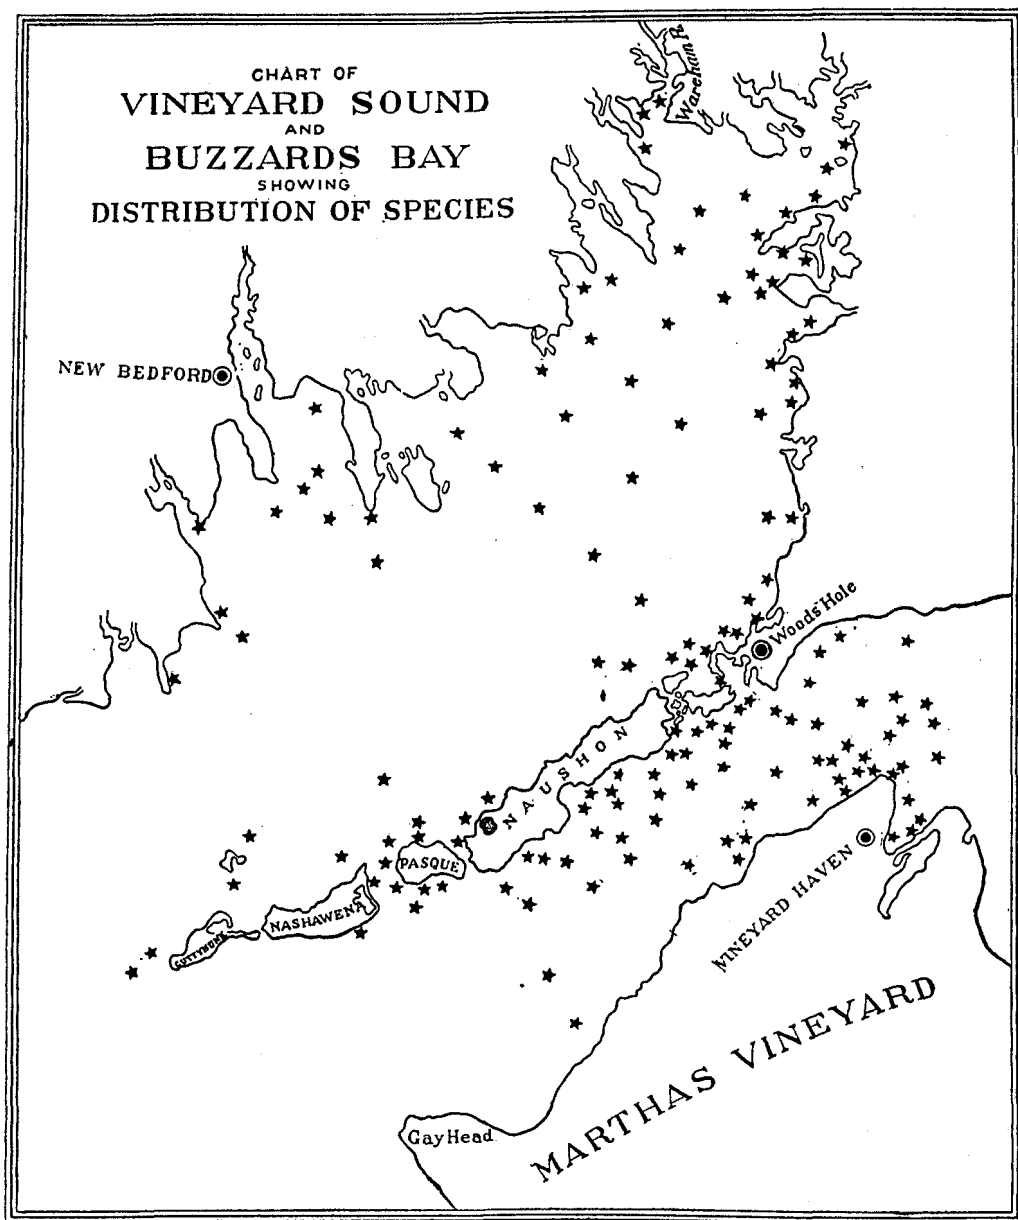 CHART OF
VINEYARD SOUND
AND
BUZZARDS BAY
SHOWING
DISTRIBUTION OF SPECIES
Wareham R.
NEW BEDFORD
Woods Hole
NAUSHON
PASQUE
NASHAWENA
CUTTYHUNK
VINEYARD HAVEN
MARTHAS VINEYARD
Gay Head